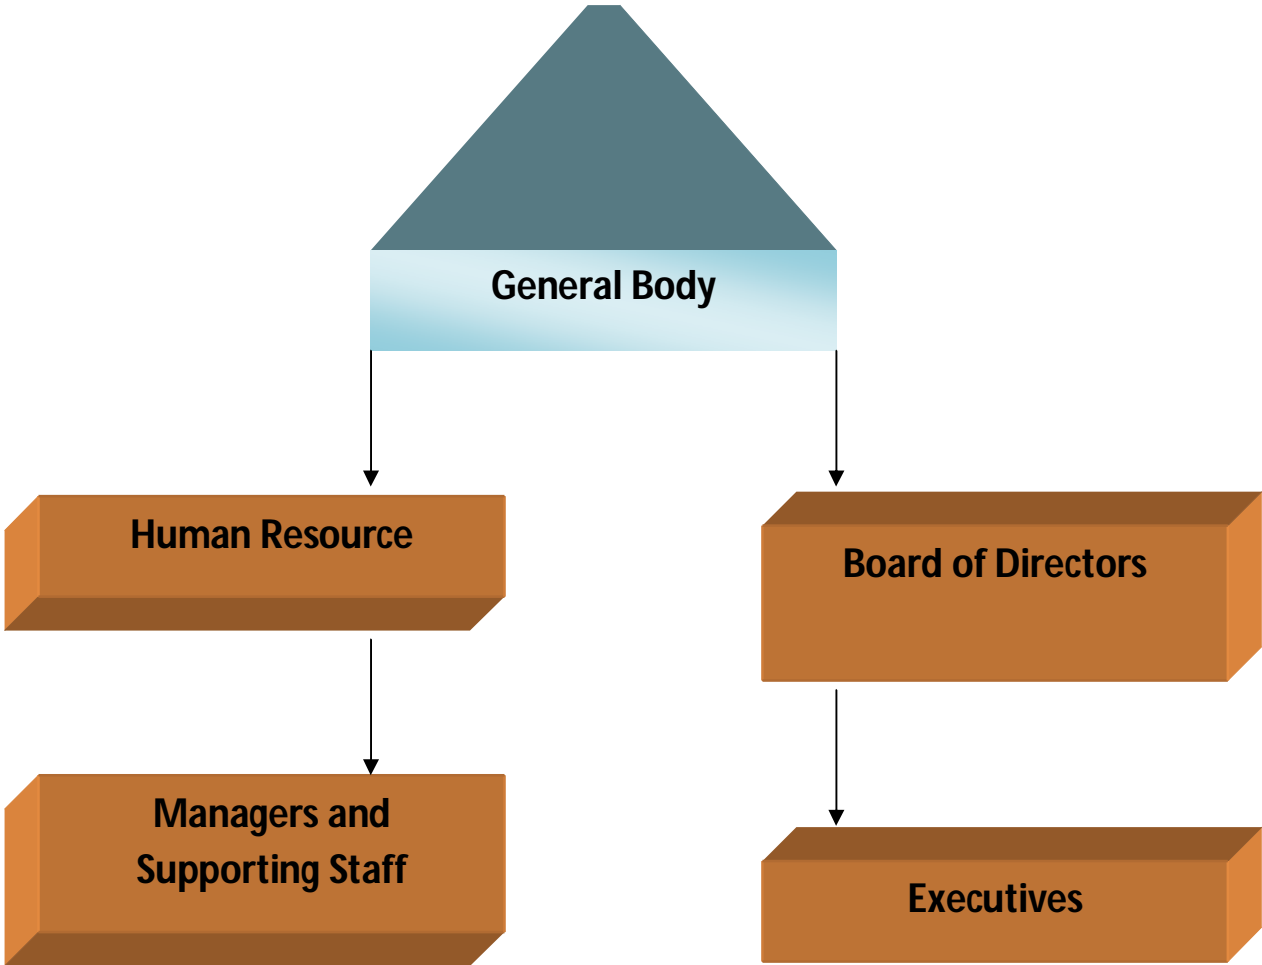 General Body
Human Resource
Board of Directors
Managers and
Supporting Staff
Executives